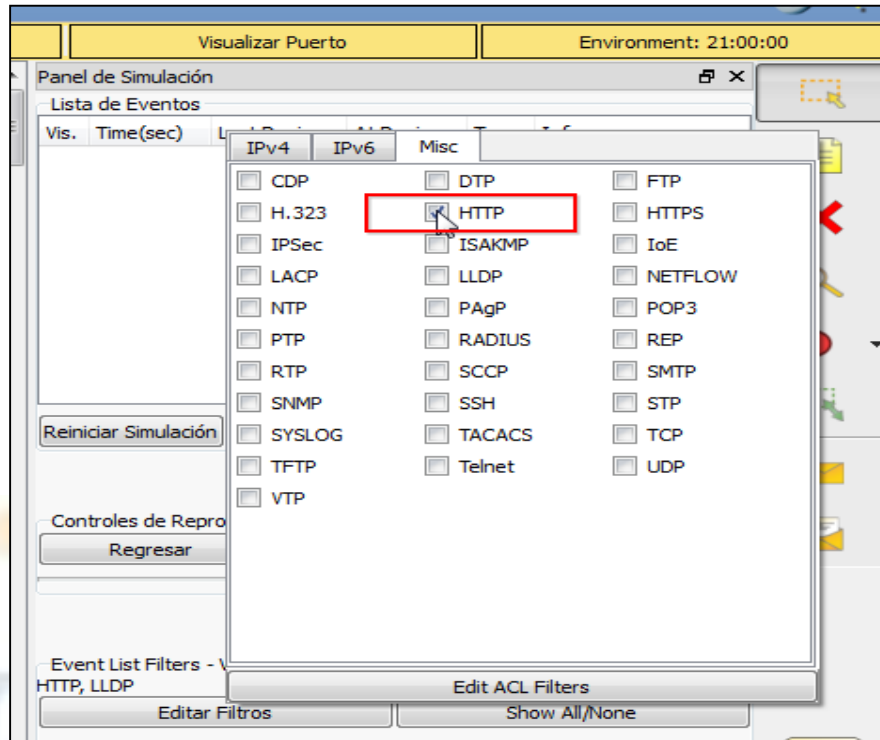 Visualizar Puerto Environment: 21:00:00
Panel de Simulación
Lista de Eventos
Vis. Time(sec)
IPv4 IPv6 Misc
CDP DTP FTP
H.323 HTTP HTTPS
IPSec ISAKMP IoE
LACP LLDP NETFLOW
NTP PAgP POP3
PTP RADIUS REP
RTP SCCP SMTP
SNMP SSH STP
Reiniciar Simulación
SYSLOG TACACS TCP
TFTP Telnet UDP
VTP
Controles de Repro
Regresar
Event List Filters - V
HTTP, LLDP
Edit ACL Filters
Editar Filtros Show All/None